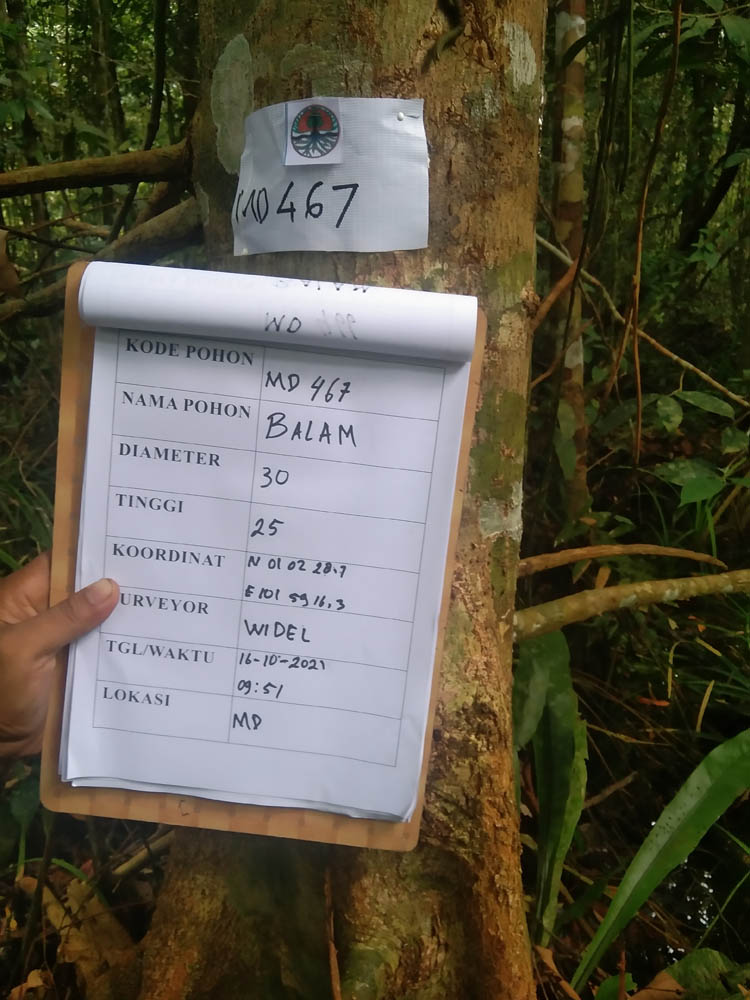 MD 467
KODE POHON
MD 467
NAMA POHON
BALAM
DIAMETER
30
TINGGI
25
KOORDINAT
N 01 02 28.7
E 101 59 16.3
URVEYOR
WIDEL
TGL/WAKTU
16-10-2021
09:51
LOKASI
MD